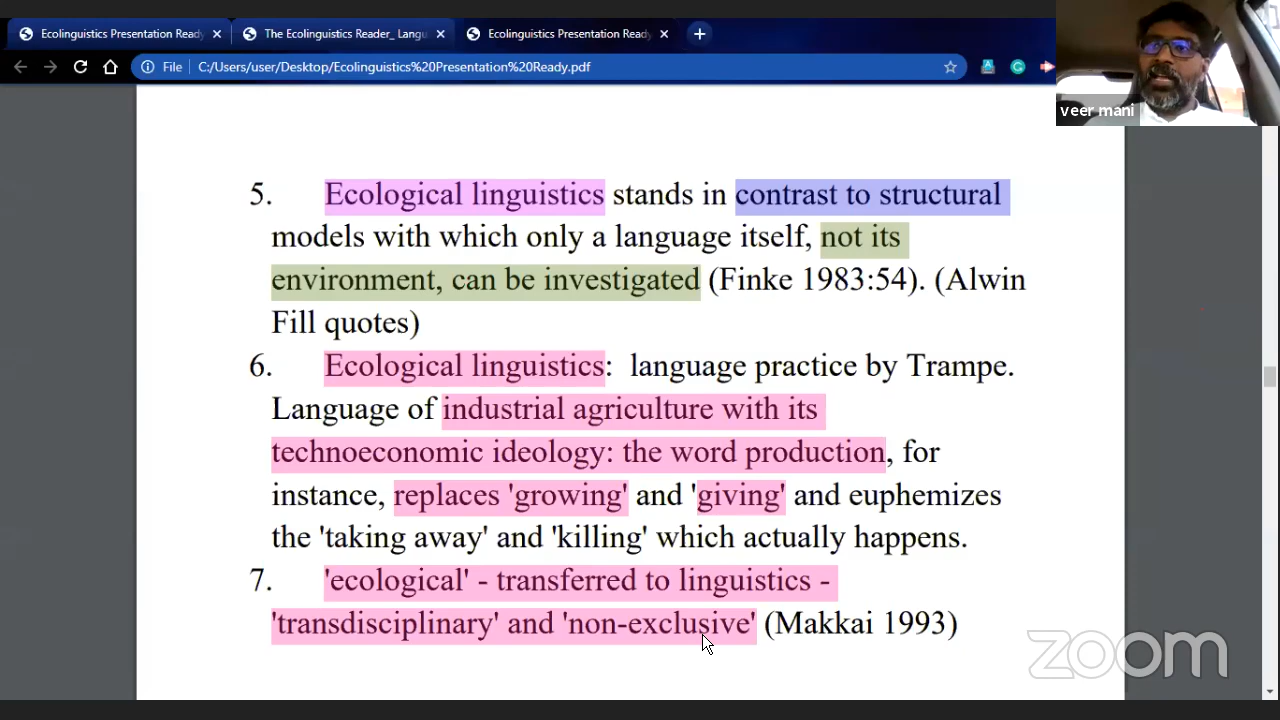 Ecolinguistics Presentation Ready
The Ecolinguistics Reader_ Langu
Ecolinguistics Presentation Ready
File C:/Users/user/Desktop/Ecolinguistics%20Presentation%20Ready.pdf
veer mani
5. Ecological linguistics stands in contrast to structural
models with which only a language itself, not its
environment, can be investigated (Finke 1983:54). (Alwin
Fill quotes)
6. Ecological linguistics: language practice by Trampe.
Language of industrial agriculture with its
technoeconomic ideology: the word production, for
instance, replaces 'growing' and 'giving' and euphemizes
the 'taking away' and 'killing' which actually happens.
7. 'ecological' - transferred to linguistics -
'transdisciplinary' and 'non-exclusive' (Makkai 1993)
zoom